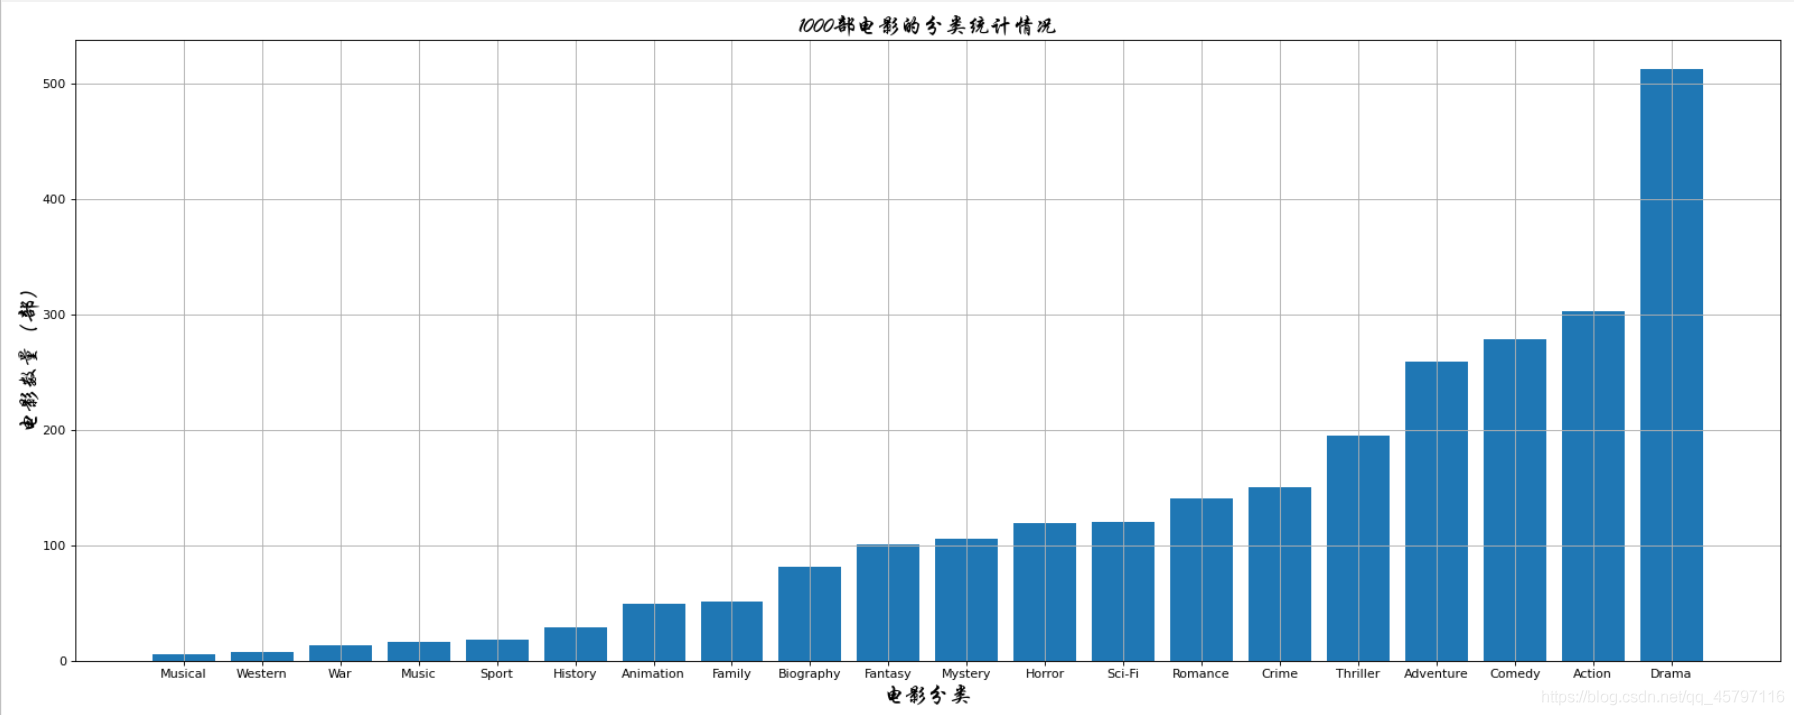 1000部电影的分类统计情况
电影数量（部）
500
400
300
200
100
0
Musical Western War Music Sport History Animation Family Biography Fantasy Mystery Horror Sci-Fi Romance Crime Thriller Adventure Comedy Action Drama
电影分类
https://blog.csdn.net/qq_45797116